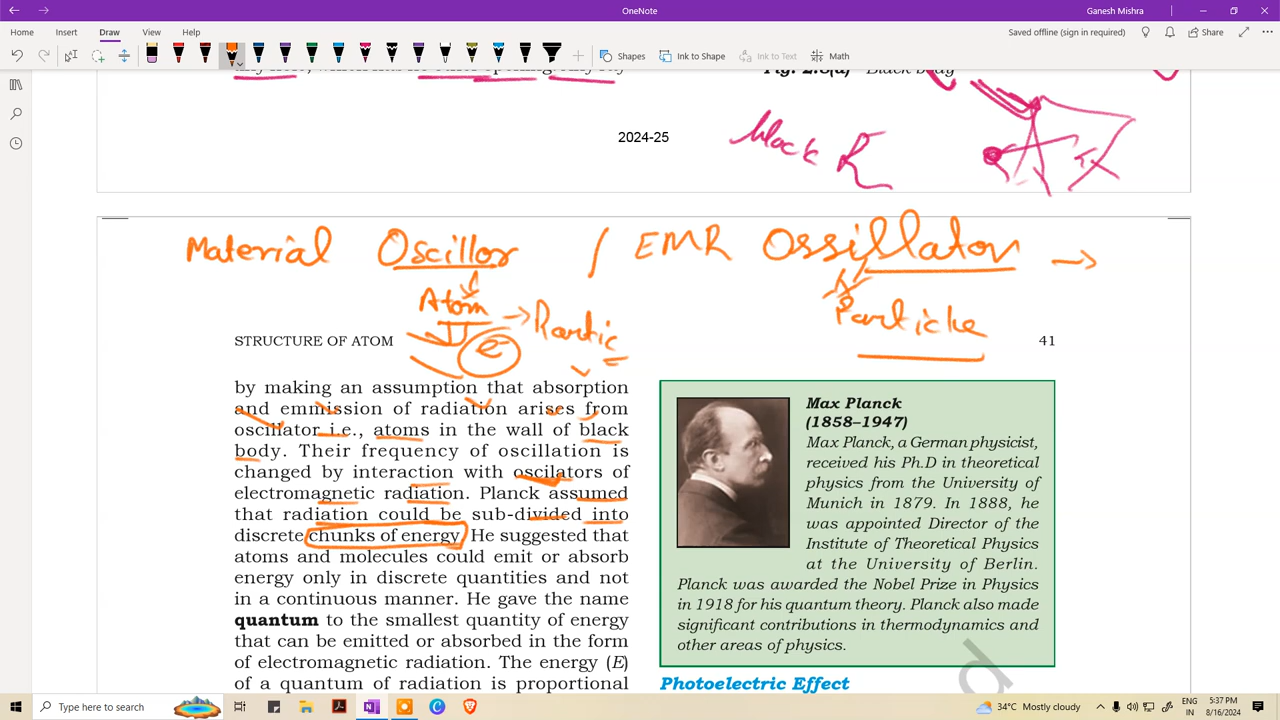 OneNote
Ganesh Mishra
Home Insert Draw View Help
Saved offline (sign in required) Share
Shapes Ink to Shape Ink to Text Math
Black body
2024-25
block R
Material Oscillor / EMR Ossillator →
Atom → Partic
e-
Particke
STRUCTURE OF ATOM
41
by making an assumption that absorption
and emmission of radiation arises from
oscillator i.e., atoms in the wall of black
body. Their frequency of oscillation is
changed by interaction with oscilators of
electromagnetic radiation. Planck assumed
that radiation could be sub-divided into
discrete chunks of energy. He suggested that
atoms and molecules could emit or absorb
energy only in discrete quantities and not
in a continuous manner. He gave the name
quantum to the smallest quantity of energy
that can be emitted or absorbed in the form
of electromagnetic radiation. The energy (E)
of a quantum of radiation is proportional
Max Planck
(1858–1947)
Max Planck, a German physicist,
received his Ph.D in theoretical
physics from the University of
Munich in 1879. In 1888, he
was appointed Director of the
Institute of Theoretical Physics
at the University of Berlin.
Planck was awarded the Nobel Prize in Physics
in 1918 for his quantum theory. Planck also made
significant contributions in thermodynamics and
other areas of physics.
Photoelectric Effect
d
Type here to search
34°C Mostly cloudy
ENG
IN
5:37 PM
8/16/2024